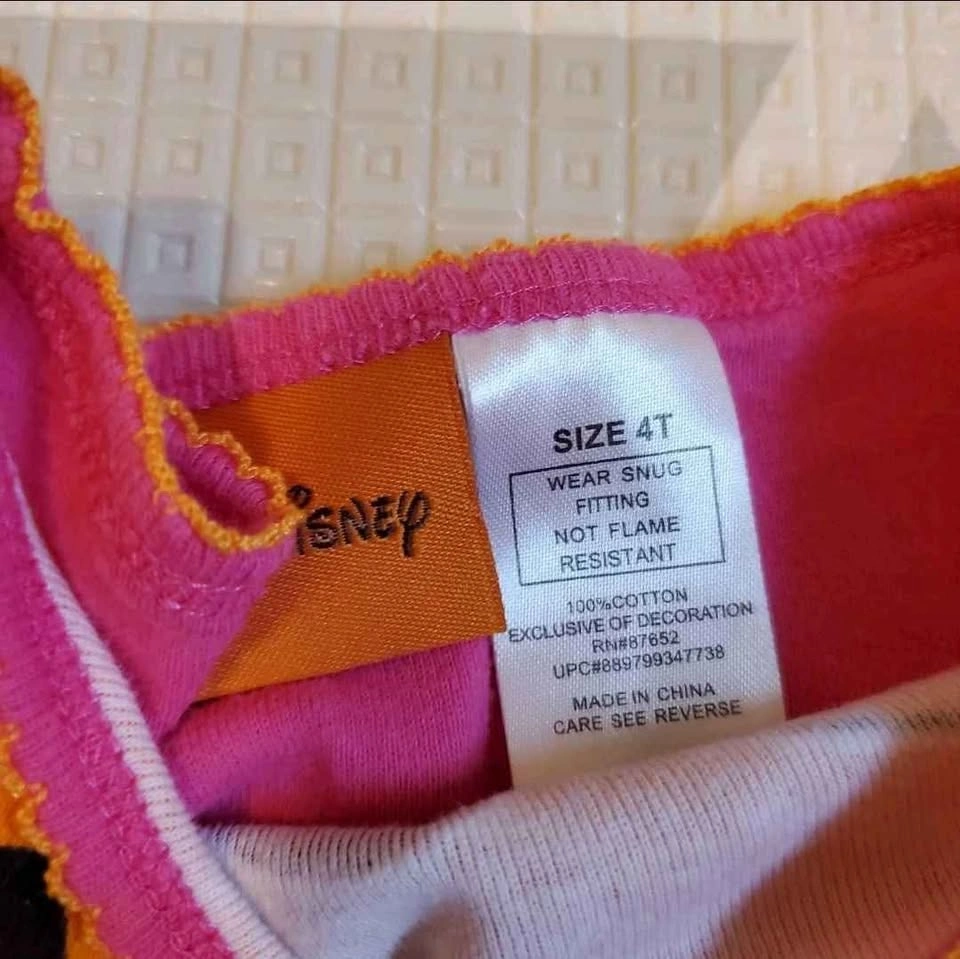 Disney
SIZE 4T
WEAR SNUG
FITTING
NOT FLAME
RESISTANT
100%COTTON
EXCLUSIVE OF DECORATION
RN#87652
UPC#889799347738
MADE IN CHINA
CARE SEE REVERSE